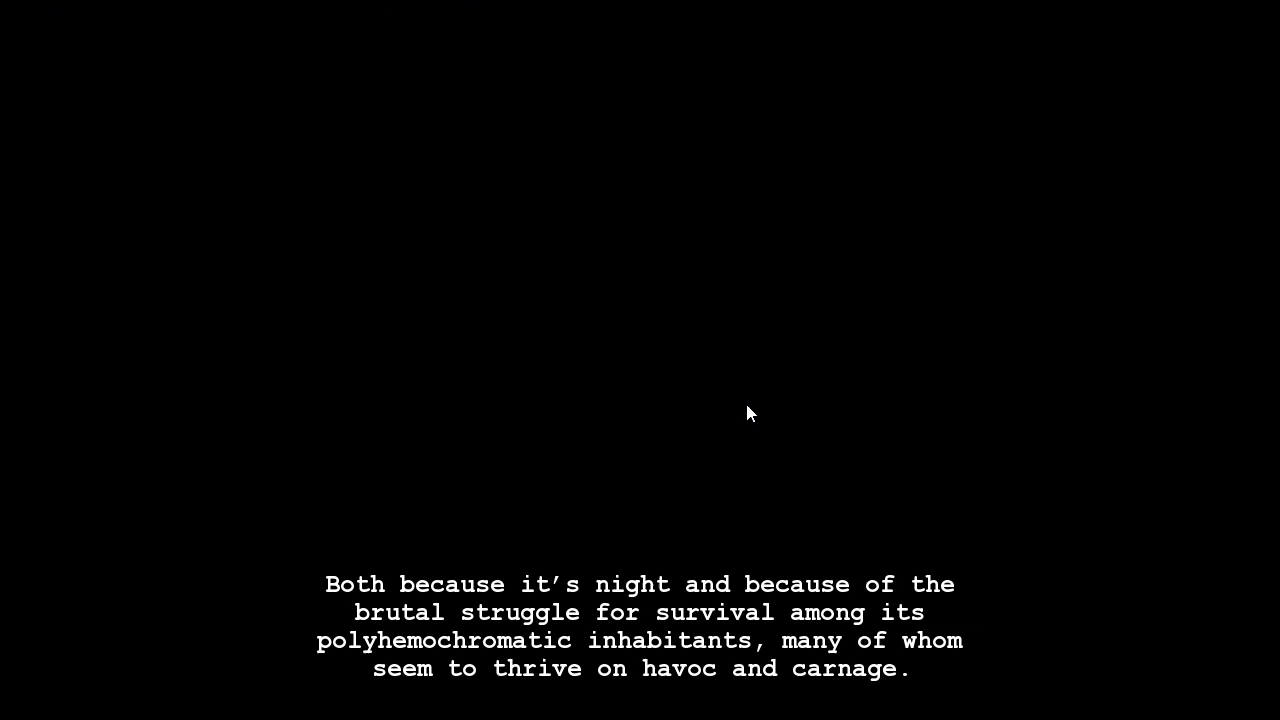 Both because it’s night and because of the
brutal struggle for survival among its
polyhemochromatic inhabitants, many of whom
seem to thrive on havoc and carnage.